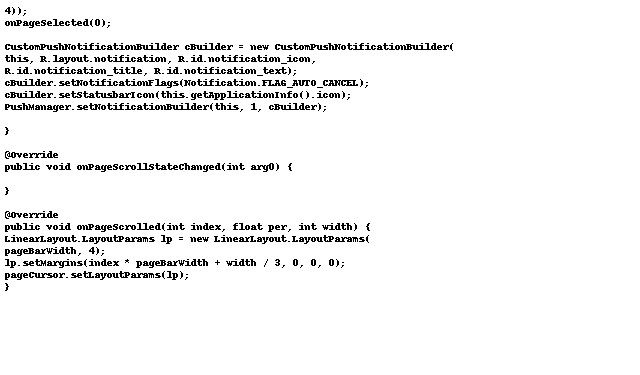 4));
onPageSelected(0);
CustomPushNotificationBuilder cBuilder = new CustomPushNotificationBuilder(
this, R.layout.notification, R.id.notification_icon,
R.id.notification_title, R.id.notification_text);
cBuilder.setNotificationFlags(Notification.FLAG_AUTO_CANCEL);
cBuilder.setStatusbarIcon(this.getApplicationInfo().icon);
PushManager.setNotificationBuilder(this, 1, cBuilder);
}
@Override
public void onPageScrollStateChanged(int arg0) {
}
@Override
public void onPageScrolled(int index, float per, int width) {
LinearLayout.LayoutParams lp = new LinearLayout.LayoutParams(
pageBarWidth, 4);
lp.setMargins(index * pageBarWidth + width / 3, 0, 0, 0);
pageCursor.setLayoutParams(lp);
}